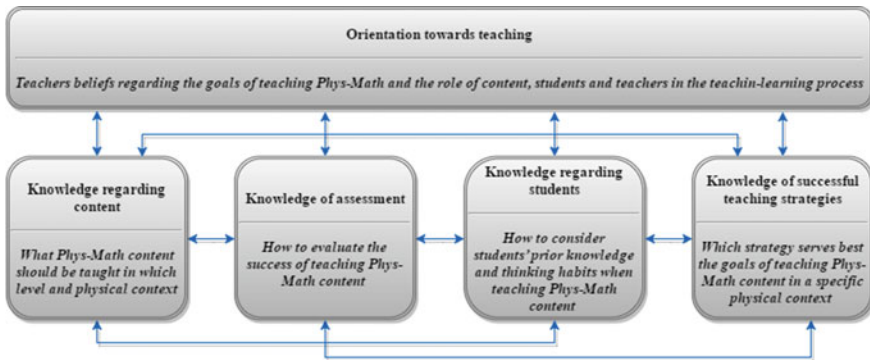 Orientation towards teaching
Teachers beliefs regarding the goals of teaching Phys-Math and the role of content, students and teachers in the teachin-learning process
Knowledge regarding
content
What Phys-Math content
should be taught in which
level and physical context
Knowledge of assessment
How to evaluate the
success of teaching Phys-
Math content
Knowledge regarding
students
How to consider
students' prior knowledge
and thinking habits when
teaching Phys-Math
content
Knowledge of successful
teaching strategies
Which strategy serves best
the goals of teaching Phys-
Math content in a specific
physical context